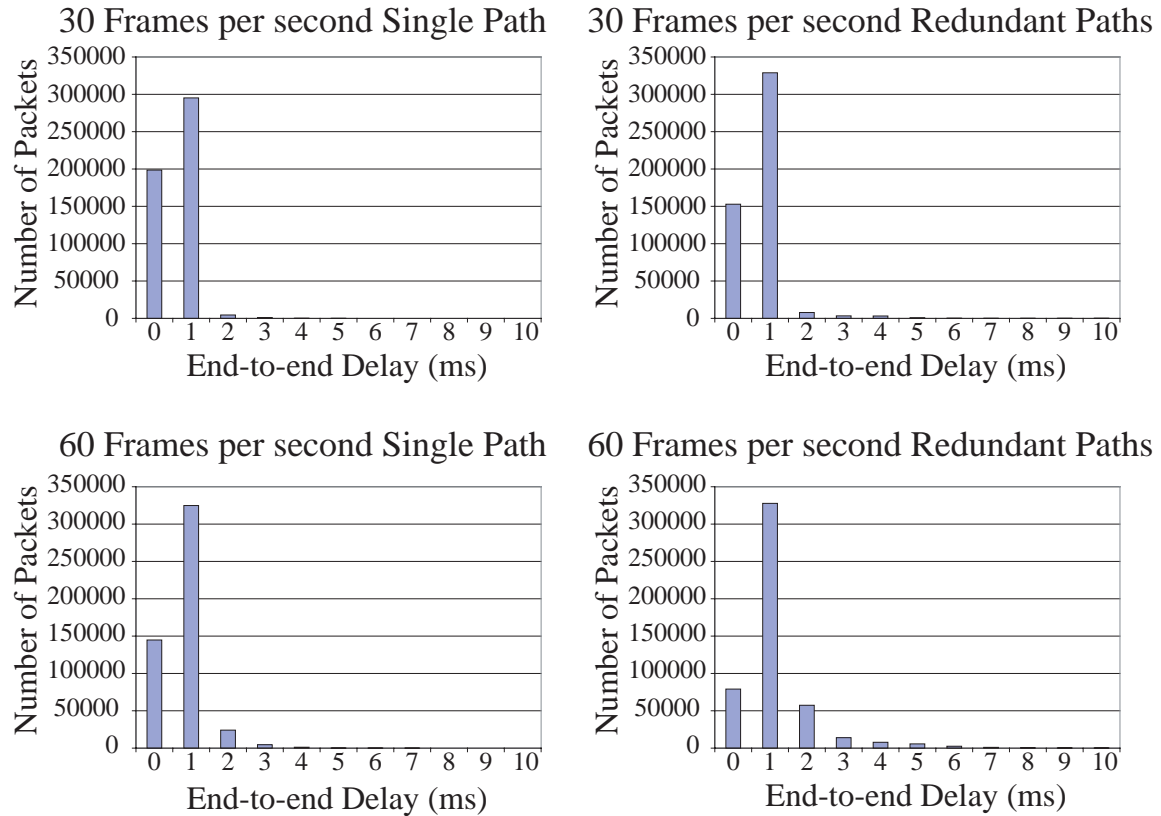 30 Frames per second Single Path
Number of Packets
350000
300000
250000
200000
150000
100000
50000
0
0 1 2 3 4 5 6 7 8 9 10
End-to-end Delay (ms)
30 Frames per second Redundant Paths
Number of Packets
350000
300000
250000
200000
150000
100000
50000
0
0 1 2 3 4 5 6 7 8 9 10
End-to-end Delay (ms)
60 Frames per second Single Path
Number of Packets
350000
300000
250000
200000
150000
100000
50000
0
0 1 2 3 4 5 6 7 8 9 10
End-to-end Delay (ms)
60 Frames per second Redundant Paths
Number of Packets
350000
300000
250000
200000
150000
100000
50000
0
0 1 2 3 4 5 6 7 8 9 10
End-to-end Delay (ms)